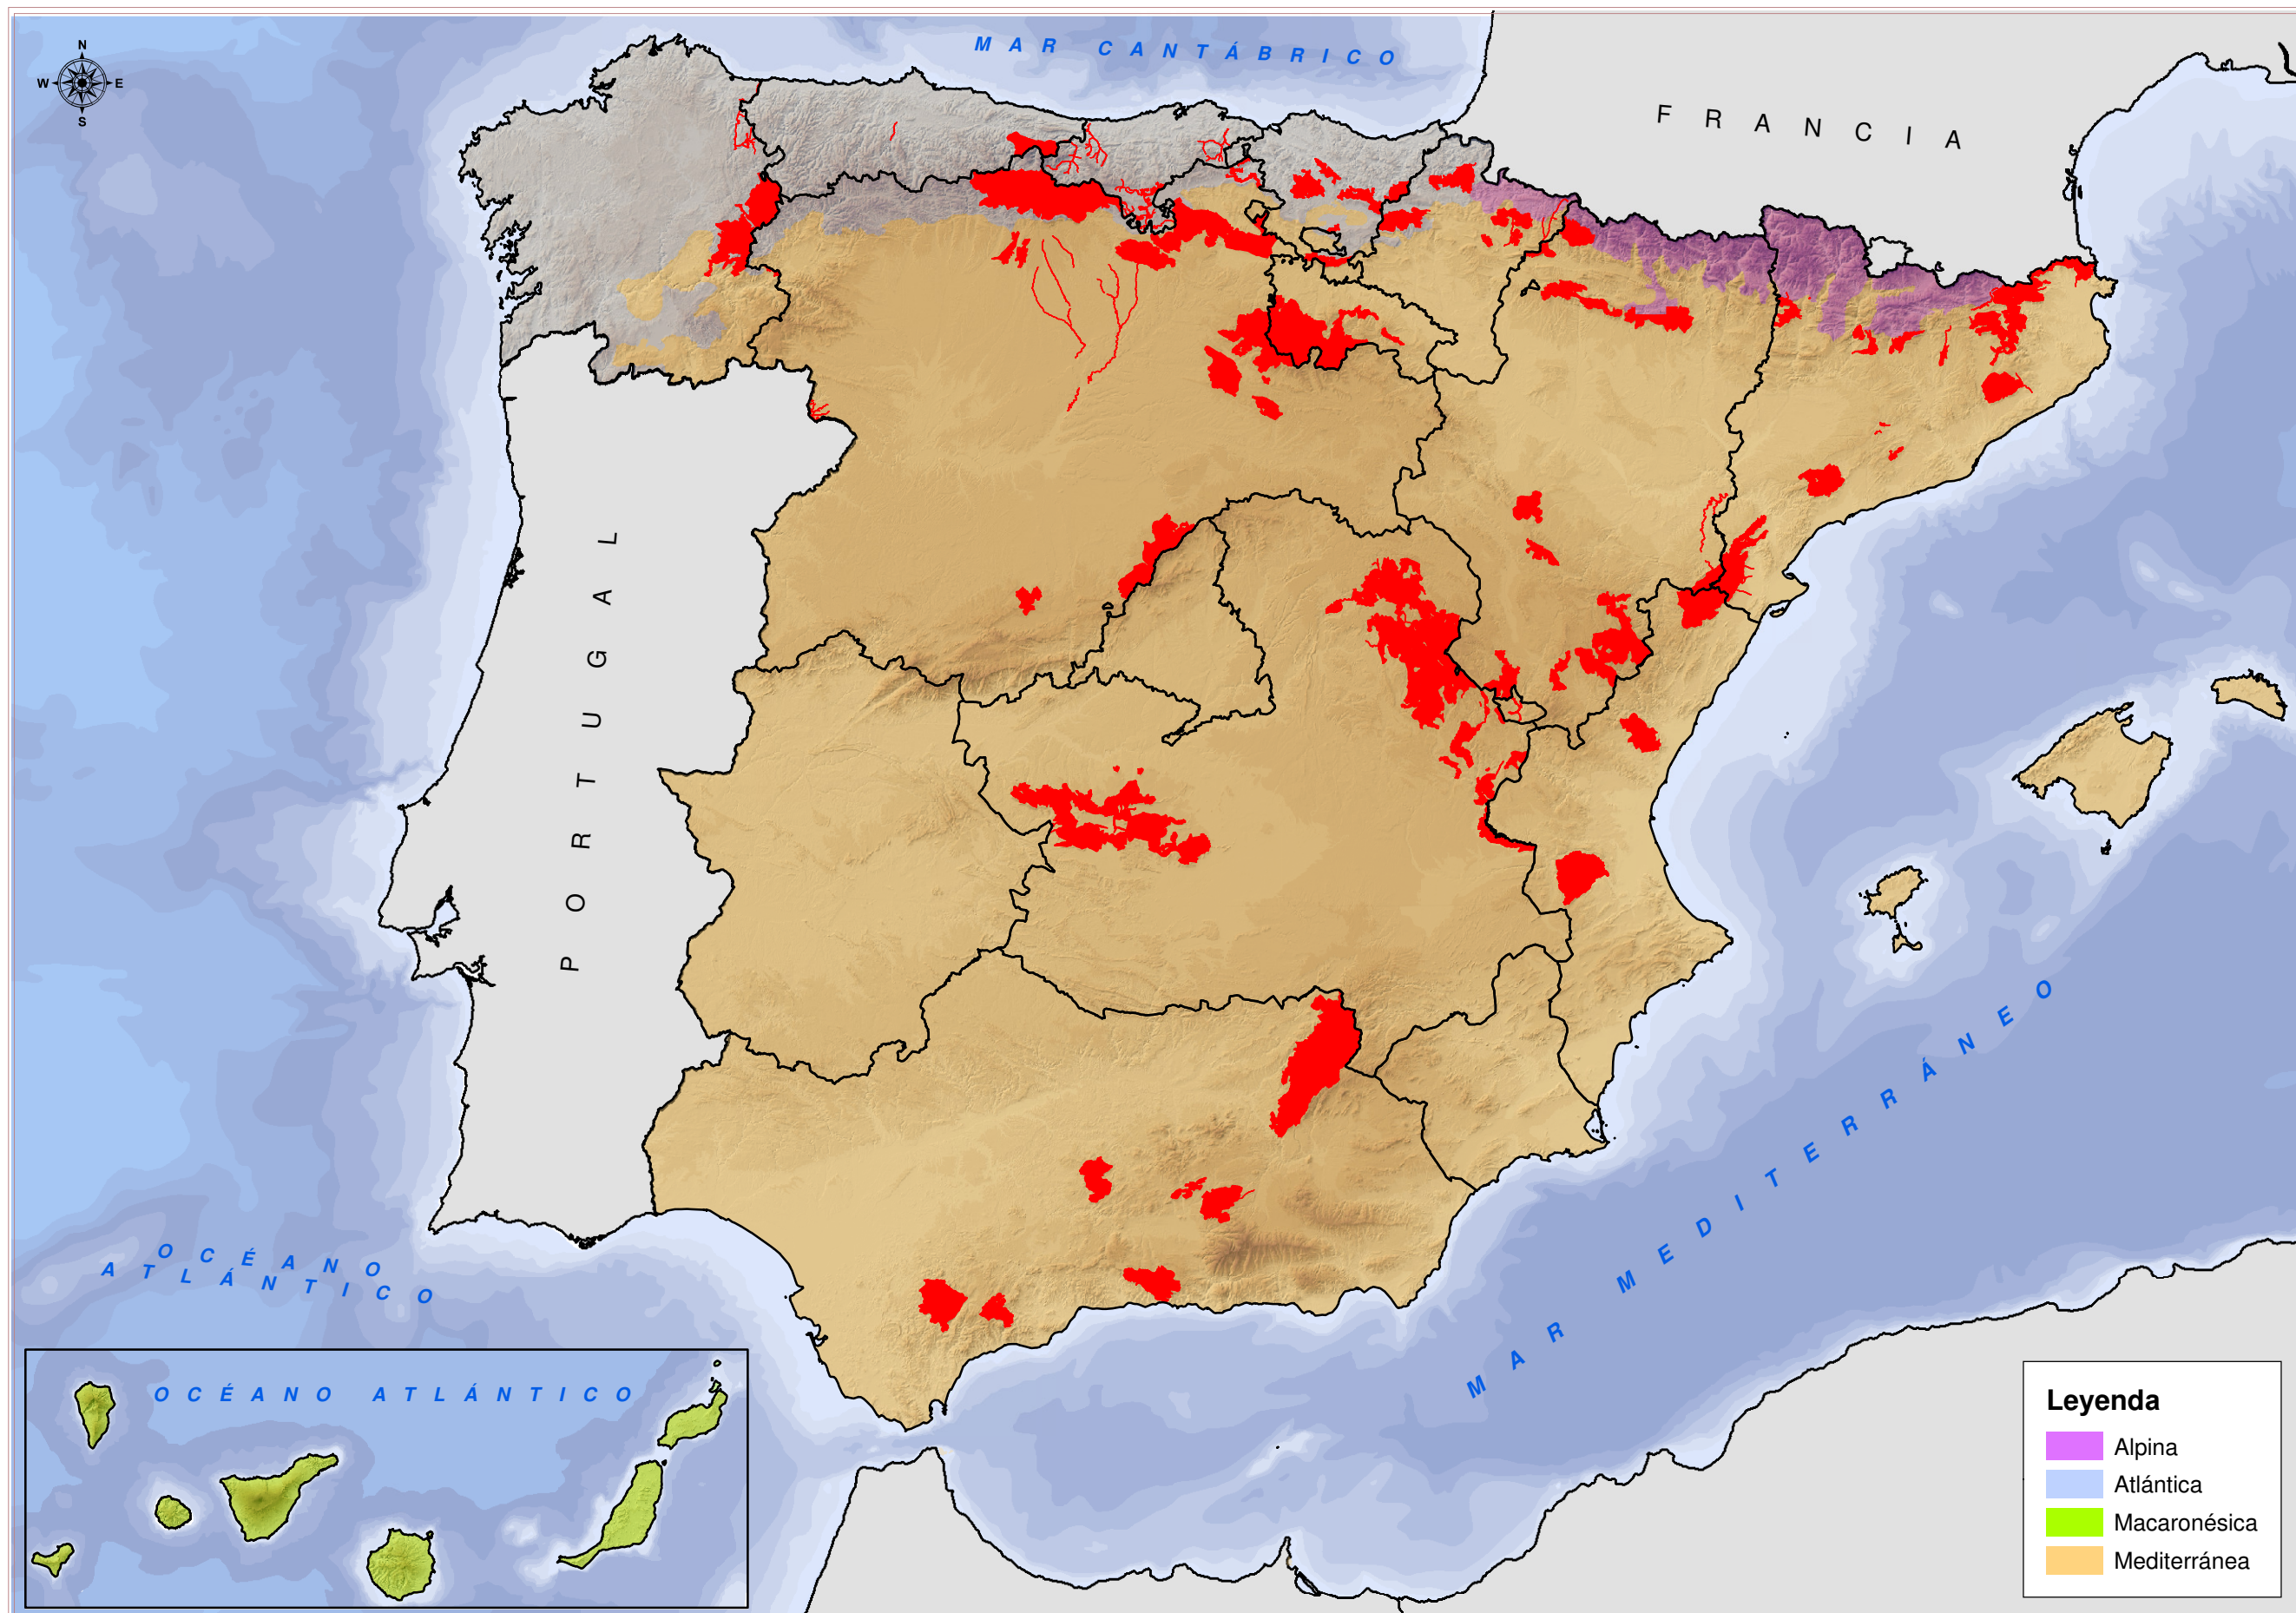 MAR CANTÁBRICO
N
W E
S
FRANCIA
PORTUGAL
MAR MEDITERRÁNEO
OCÉANO
ATLÁNTICO
OCÉANO ATLÁNTICO
Leyenda
Alpina
Atlántica
Macaronésica
Mediterránea